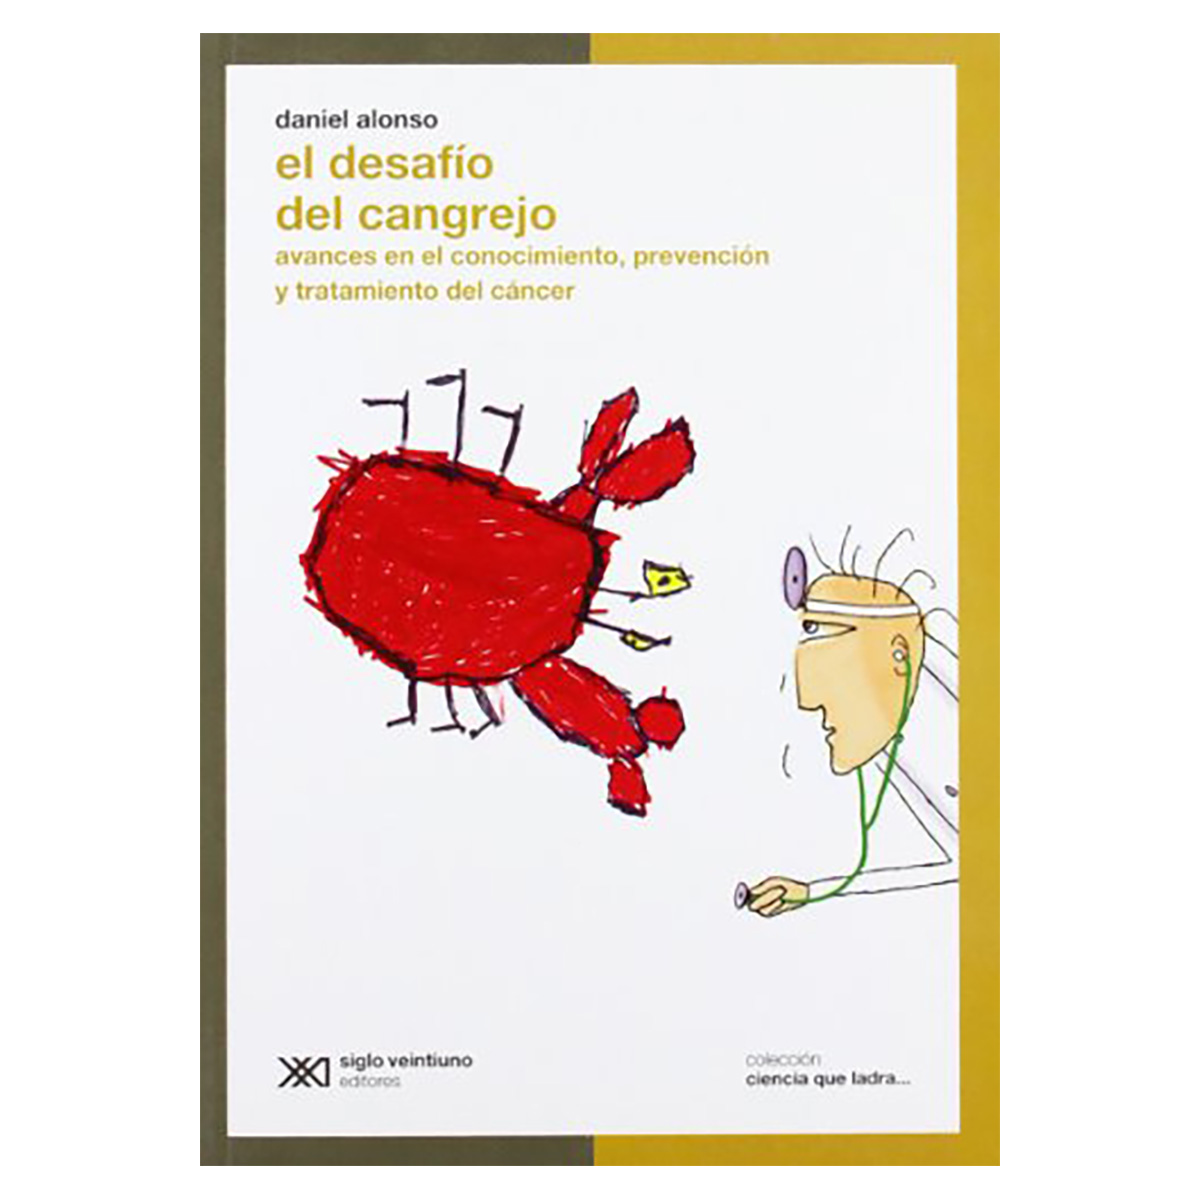 daniel alonso
el desafío
del cangrejo
avances en el conocimiento, prevención
y tratamiento del cáncer
siglo veintiuno
editores
colección
ciencia que ladra...